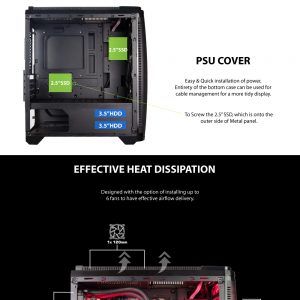 PSU COVER
2.5"SSD
2.5"SSD
Easy & Quick installation of power.
Entirety of the bottom case can be used for
cable management for a more tidy display.
3.5"HDD
3.5"HDD
To Screw the 2.5"SSD, which is onto the
outer side of Metal panel.
EFFECTIVE HEAT DISSIPATION
Designed with the option of installing up to
6 fans to have effective airflow delivery.
1x 120mm